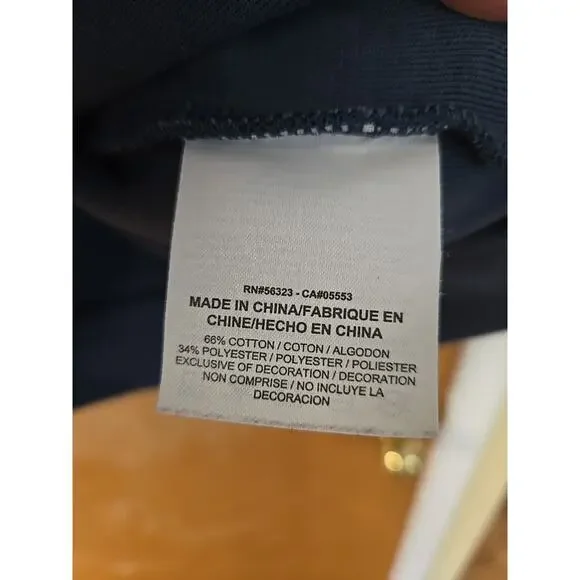 RN#56323 - CA#05553
MADE IN CHINA/FABRIQUE EN
CHINE/HECHO EN CHINA
66% COTTON / COTON / ALGODON
34% POLYESTER / POLYESTER / POLIESTER
EXCLUSIVE OF DECORATION / DECORATION
NON COMPRISE / NO INCLUYE LA
DECORACION